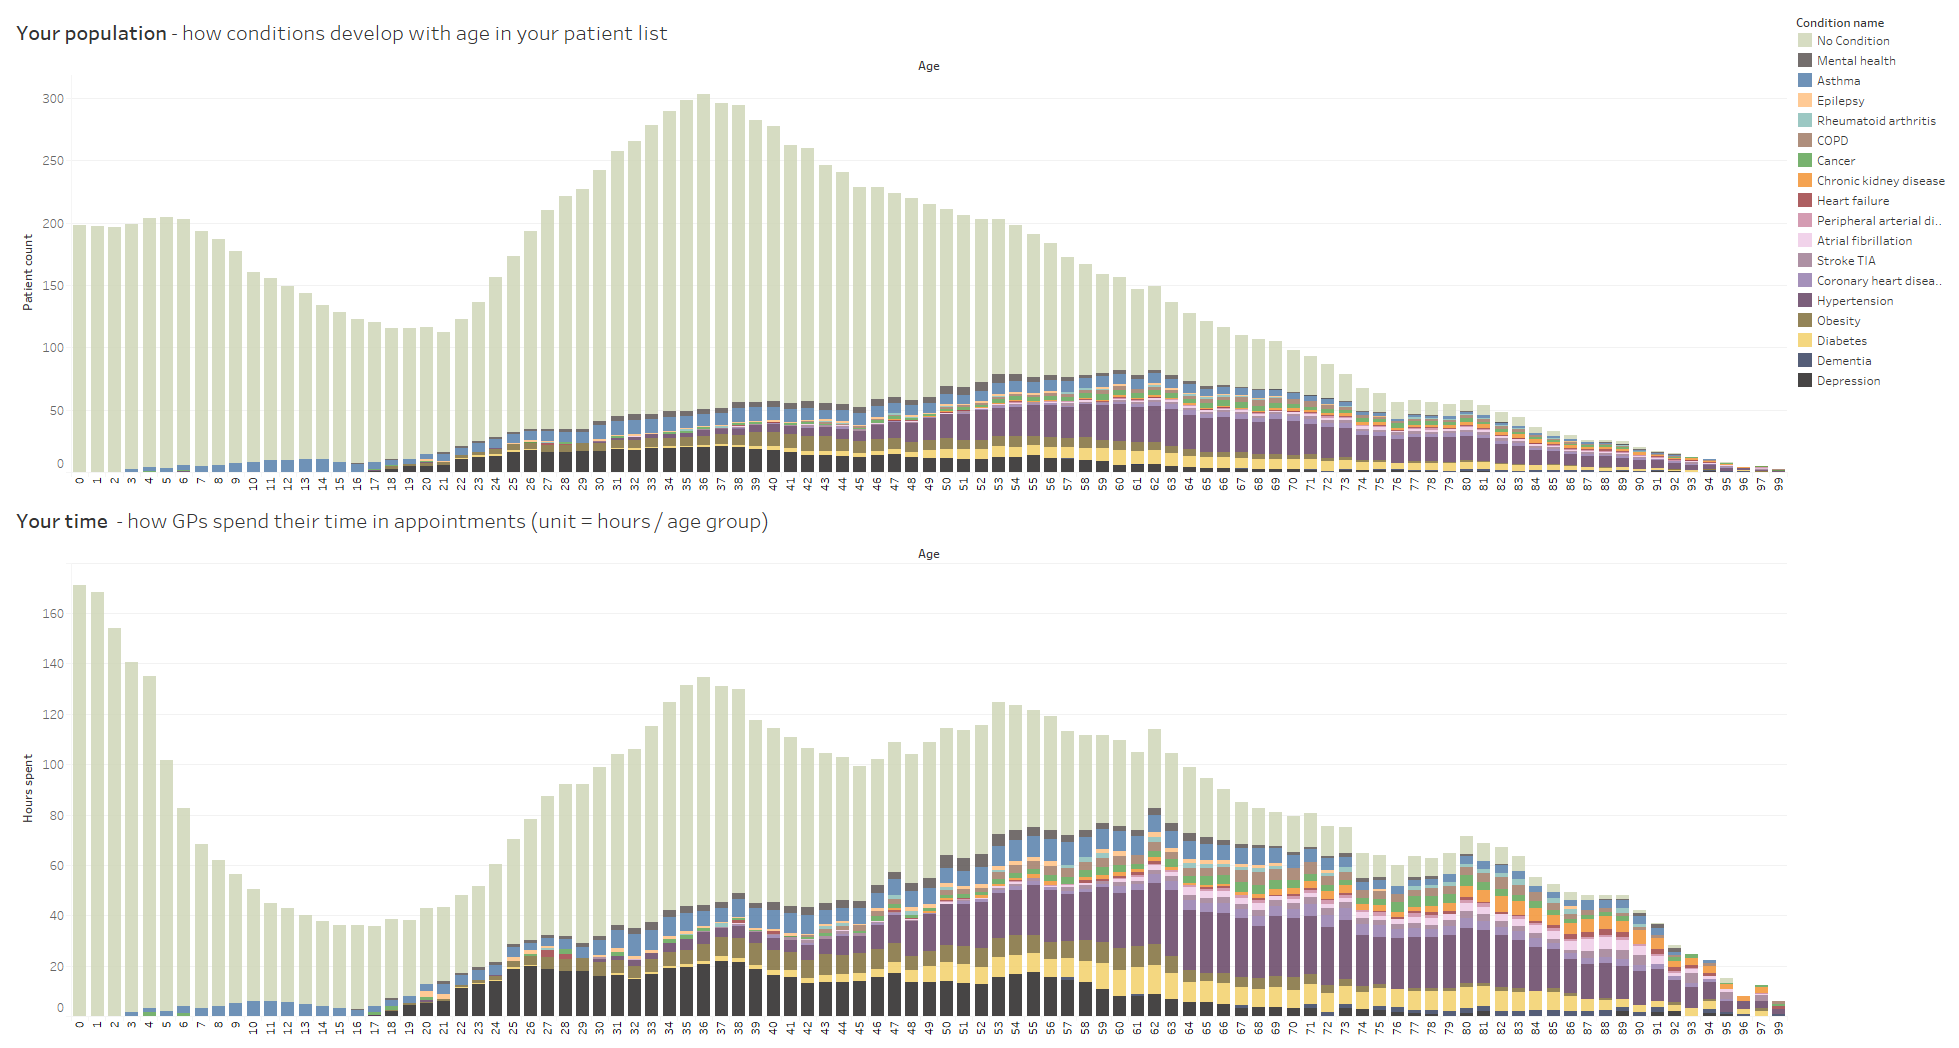 Your population - how conditions develop with age in your patient list
Age
300
250
200
150
100
50
0
Patient count
0 1 2 3 4 5 6 7 8 9 10 11 12 13 14 15 16 17 18 19 20 21 22 23 24 25 26 27 28 29 30 31 32 33 34 35 36 37 38 39 40 41 42 43 44 45 46 47 48 49 50 51 52 53 54 55 56 57 58 59 60 61 62 63 64 65 66 67 68 69 70 71 72 73 74 75 76 77 78 79 80 81 82 83 84 85 86 87 88 89 90 91 92 93 94 95 96 97 99
Your time - how GPs spend their time in appointments (unit = hours / age group)
Age
160
140
120
100
80
60
40
20
0
Hours spent
0 1 2 3 4 5 6 7 8 9 10 11 12 13 14 15 16 17 18 19 20 21 22 23 24 25 26 27 28 29 30 31 32 33 34 35 36 37 38 39 40 41 42 43 44 45 46 47 48 49 50 51 52 53 54 55 56 57 58 59 60 61 62 63 64 65 66 67 68 69 70 71 72 73 74 75 76 77 78 79 80 81 82 83 84 85 86 87 88 89 90 91 92 93 94 95 96 97 99
Condition name
No Condition
Mental health
Asthma
Epilepsy
Rheumatoid arthritis
COPD
Cancer
Chronic kidney disease
Heart failure
Peripheral arterial di..
Atrial fibrillation
Stroke TIA
Coronary heart disea..
Hypertension
Obesity
Diabetes
Dementia
Depression